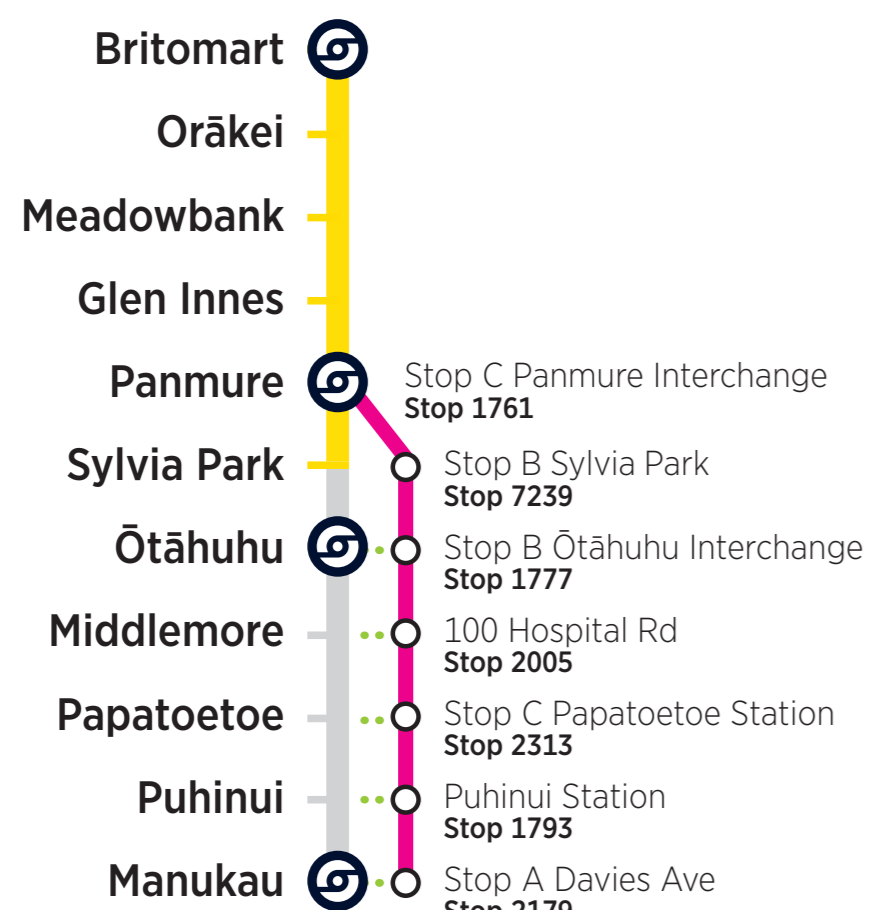 Britomart
Orākei
Meadowbank
Glen Innes
Panmure
Stop C Panmure Interchange
Stop 1761
Sylvia Park
Stop B Sylvia Park
Stop 7239
Ōtāhuhu
Stop B Ōtāhuhu Interchange
Stop 1777
Middlemore
100 Hospital Rd
Stop 2005
Papatoetoe
Stop C Papatoetoe Station
Stop 2313
Puhinui
Puhinui Station
Stop 1793
Manukau
Stop A Davies Ave
Stop 2179